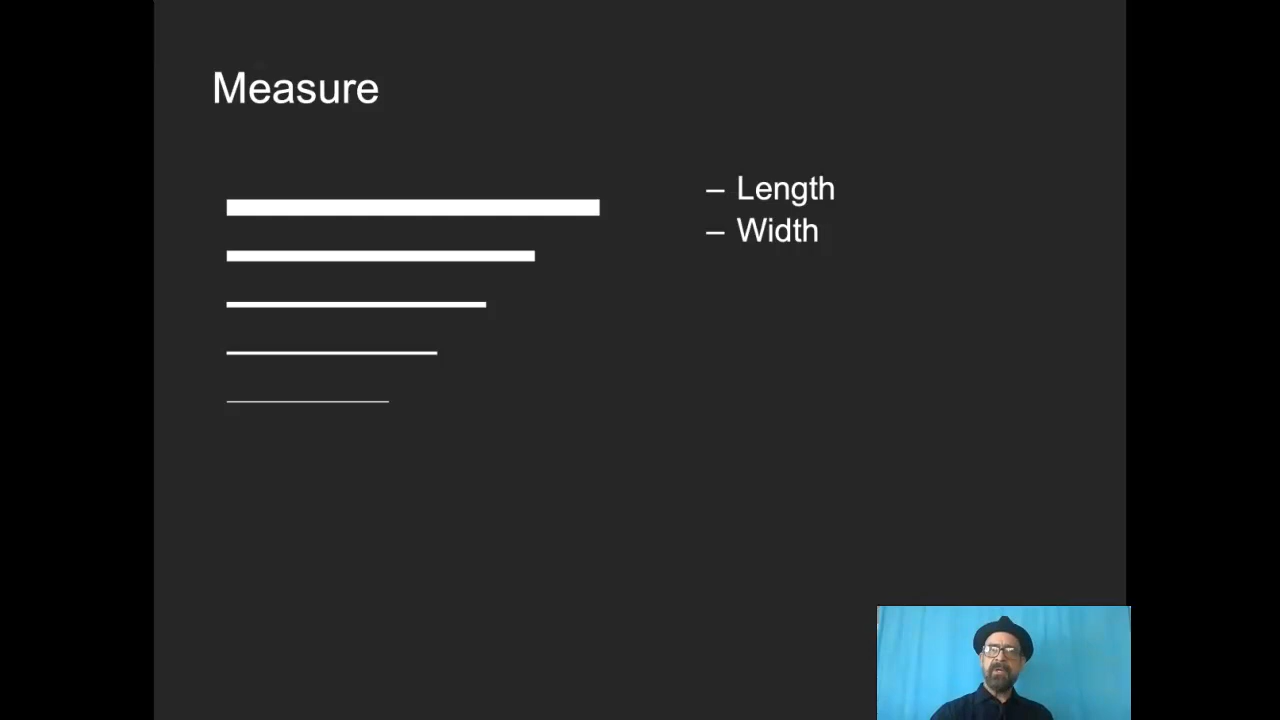 Measure
– Length
– Width